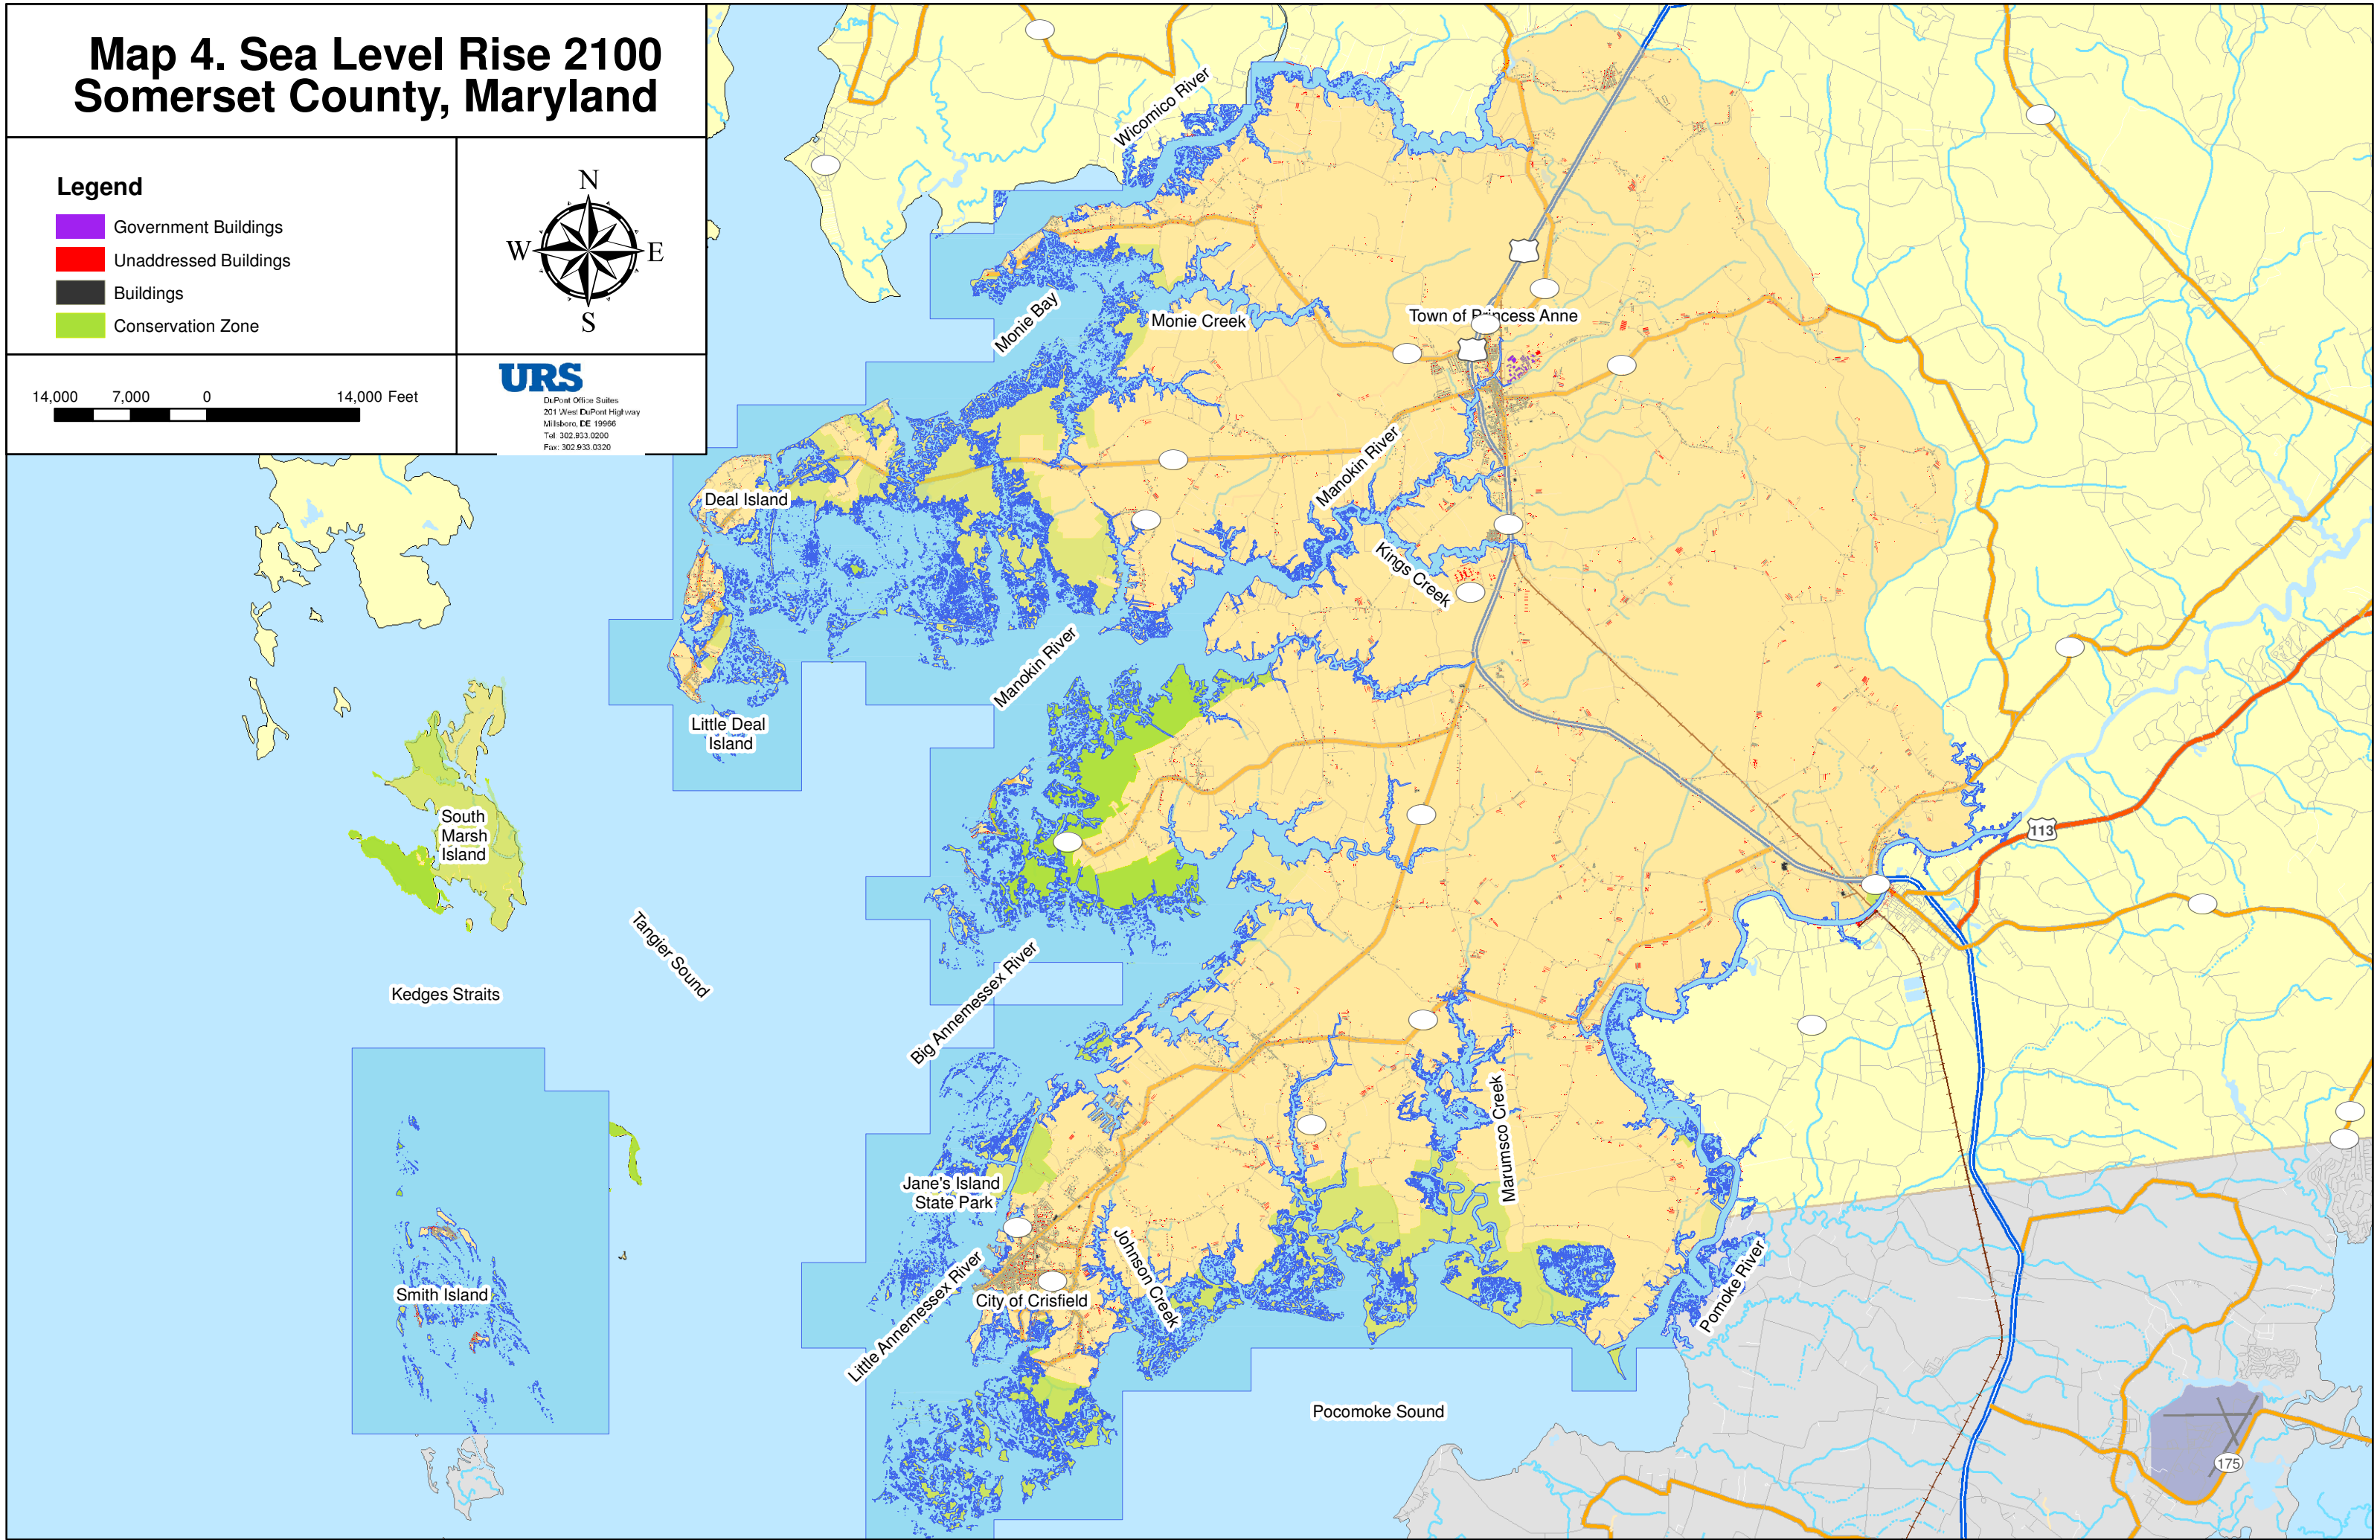 Map 4. Sea Level Rise 2100
Somerset County, Maryland
Legend
Government Buildings
Unaddressed Buildings
Buildings
Conservation Zone
N
W
E
S
14,000
7,000
0
14,000 Feet
URS
DuPont Office Suites
201 West DuPont Highway
Millsboro, DE 19966
Tel: 302.933.0200
Fax: 302.933.0320
Wicomico River
Monie Bay
Monie Creek
Town of Princess Anne
Deal Island
Manokin River
Kings Creek
Manokin River
Little Deal
Island
South
Marsh
Island
113
Tangier Sound
Kedges Straits
Big Annemessex River
Marumsco Creek
Jane's Island
State Park
Johnson Creek
Smith Island
City of Crisfield
Little Annemessex River
Pomoke River
Pocomoke Sound
175